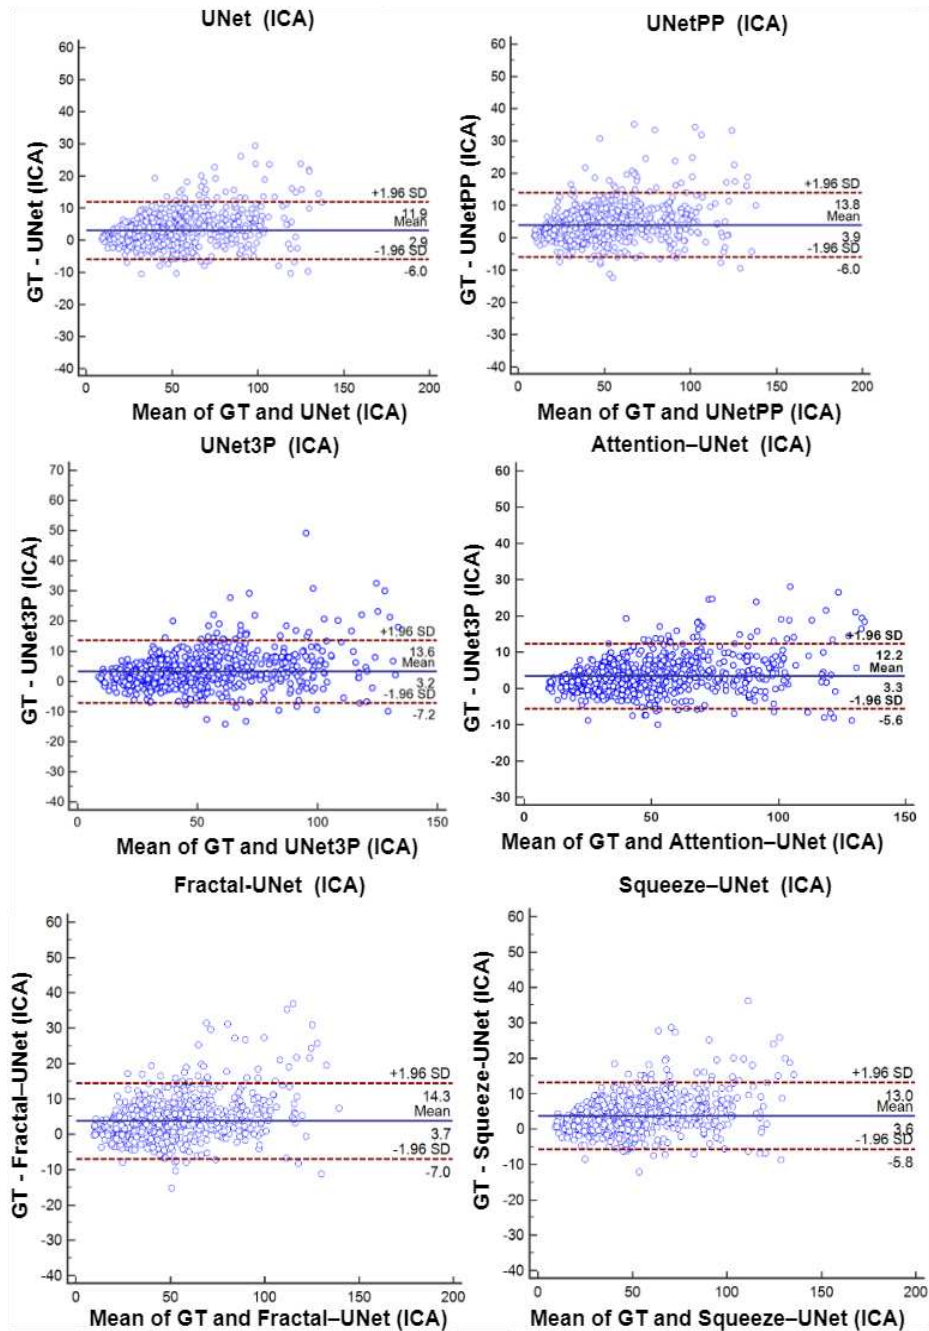 UNet (ICA)
60
50
40
30
20
10
0
-10
-20
-30
-40
GT - UNet (ICA)
+1.96 SD
11.9
Mean
2.9
-1.96 SD
-6.0
0 50 100 150 200
Mean of GT and UNet (ICA)
UNetPP (ICA)
60
50
40
30
20
10
0
-10
-20
-30
-40
GT - UNetPP (ICA)
+1.96 SD
13.8
Mean
3.9
-1.96 SD
-6.0
0 50 100 150 200
Mean of GT and UNetPP (ICA)
UNet3P (ICA)
70
60
50
40
30
20
10
0
-10
-20
-30
-40
GT - UNet3P (ICA)
+1.96 SD
13.6
Mean
3.2
-1.96 SD
-7.2
0 50 100 150
Mean of GT and UNet3P (ICA)
Attention–UNet (ICA)
60
50
40
30
20
10
0
-10
-20
-30
GT - UNet3P (ICA)
+1.96 SD
12.2
Mean
3.3
-1.96 SD
-5.6
0 50 100 150
Mean of GT and Attention–UNet (ICA)
Fractal-UNet (ICA)
60
50
40
30
20
10
0
-10
-20
-30
-40
GT - Fractal–UNet (ICA)
+1.96 SD
14.3
Mean
3.7
-1.96 SD
-7.0
0 50 100 150 200
Mean of GT and Fractal–UNet (ICA)
Squeeze–UNet (ICA)
60
50
40
30
20
10
0
-10
-20
-30
-40
GT - Squeeze-UNet (ICA)
+1.96 SD
13.0
Mean
3.6
-1.96 SD
-5.8
0 50 100 150 200
Mean of GT and Squeeze–UNet (ICA)